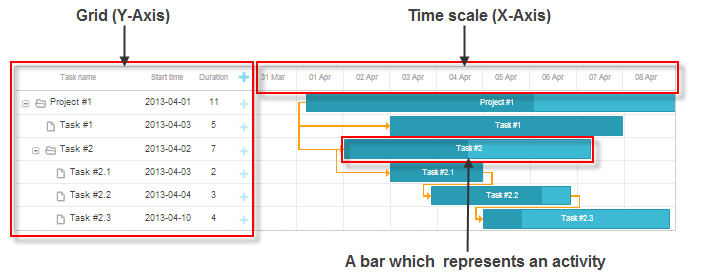 Grid (Y-Axis) Time scale (X-Axis)
Task name Start time Duration 31 Mar 01 Apr 02 Apr 03 Apr 04 Apr 05 Apr 06 Apr 07 Apr 08 Apr
Project #1 2013-04-01 11 Project #1
Task #1 2013-04-03 5 Task #1
Task #2 2013-04-02 7 Task #2
Task #2.1 2013-04-03 2 Task #2.1
Task #2.2 2013-04-04 3 Task #2.2
Task #2.3 2013-04-10 4 Task #2.3
A bar which represents an activity